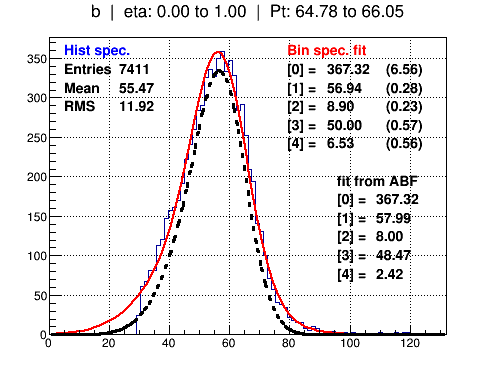 b | eta: 0.00 to 1.00 | Pt: 64.78 to 66.05
Hist spec.
Entries 7411
Mean 55.47
RMS 11.92
Bin spec. fit
[0] = 367.32 (6.56)
[1] = 56.94 (0.28)
[2] = 8.90 (0.23)
[3] = 50.00 (0.57)
[4] = 6.53 (0.56)
fit from ABF
[0] = 367.32
[1] = 57.99
[2] = 8.00
[3] = 48.47
[4] = 2.42
350
300
250
200
150
100
50
0
0 20 40 60 80 100 120